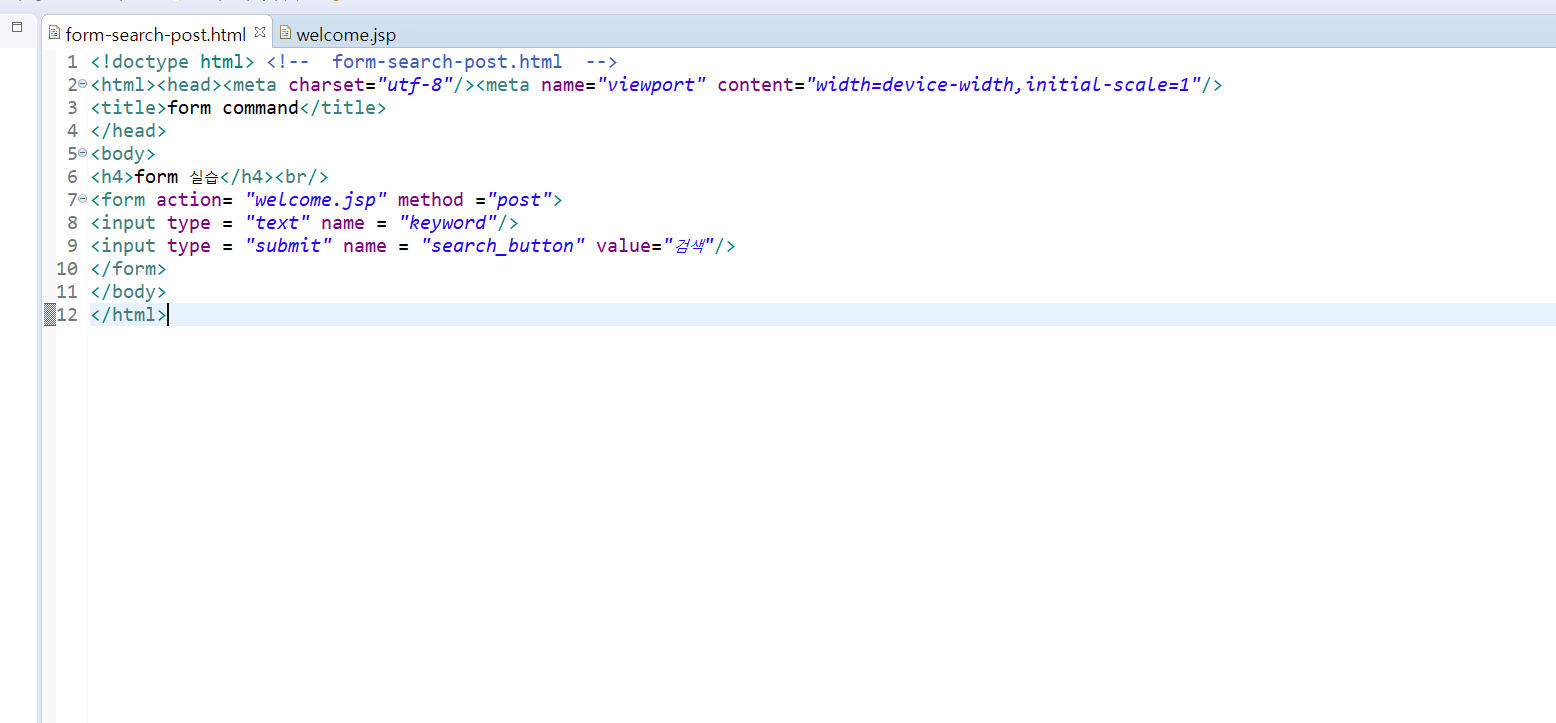 form-search-post.html welcome.jsp
1 <!doctype html> <!--  form-search-post.html  -->
2 <html><head><meta charset="utf-8"/><meta name="viewport" content="width=device-width,initial-scale=1"/>
3 <title>form command</title>
4 </head>
5 <body>
6 <h4>form 실습</h4><br/>
7 <form action= "welcome.jsp" method ="post">
8 <input type = "text" name = "keyword"/>
9 <input type = "submit" name = "search_button" value="검색"/>
10 </form>
11 </body>
12 </html>